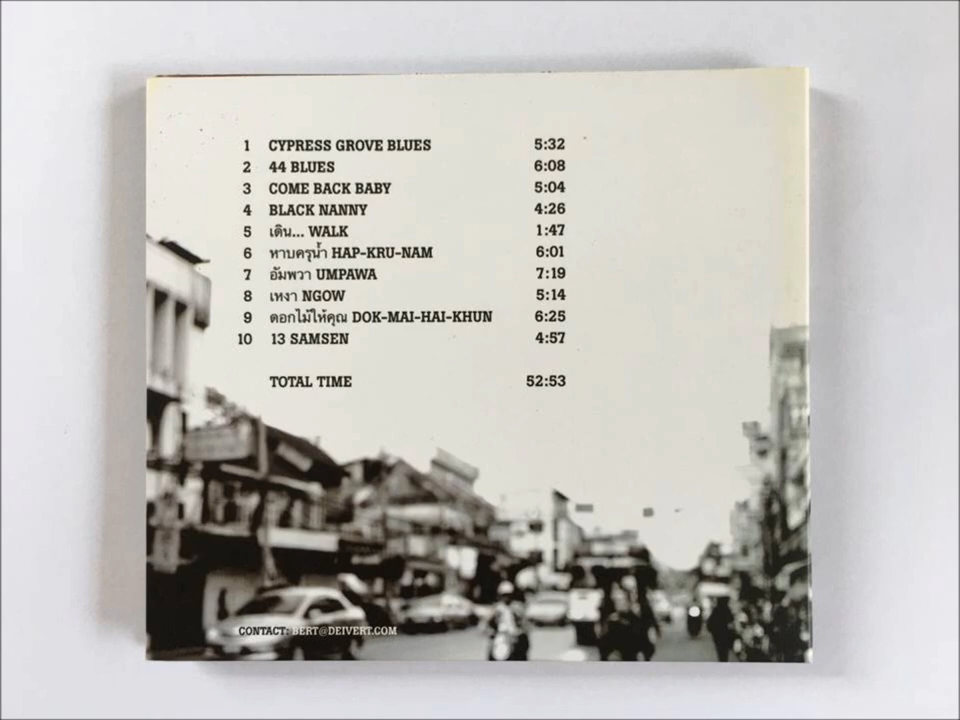 1 CYPRESS GROVE BLUES 5:32
2 44 BLUES 6:08
3 COME BACK BABY 5:04
4 BLACK NANNY 4:26
5 เดิน... WALK 1:47
6 หาบครุน้ำ HAP-KRU-NAM 6:01
7 อัมพวา UMPAWA 7:19
8 เหงา NGOW 5:14
9 ดอกไม้ให้คุณ DOK-MAI-HAI-KHUN 6:25
10 13 SAMSEN 4:57
TOTAL TIME 52:53
CONTACT: BERT@DEIVERT.COM